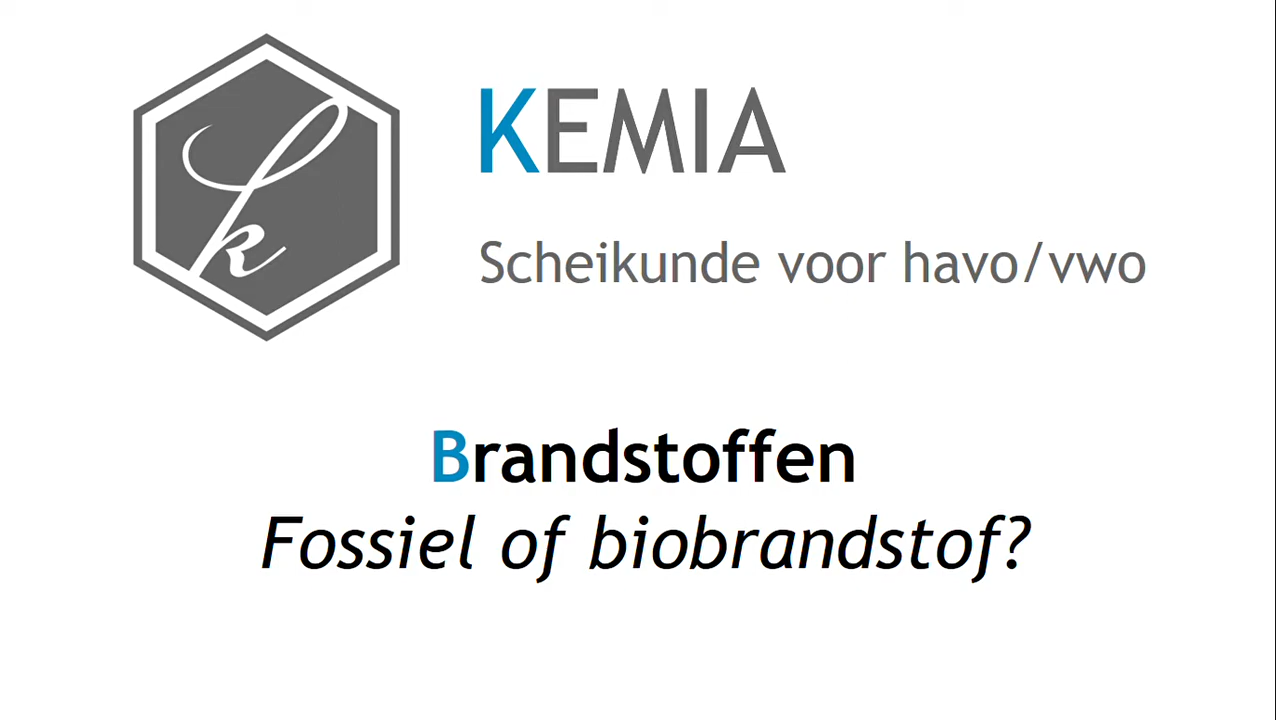 k
KEMIA
Scheikunde voor havo/vwo
Brandstoffen
Fossiel of biobrandstof?